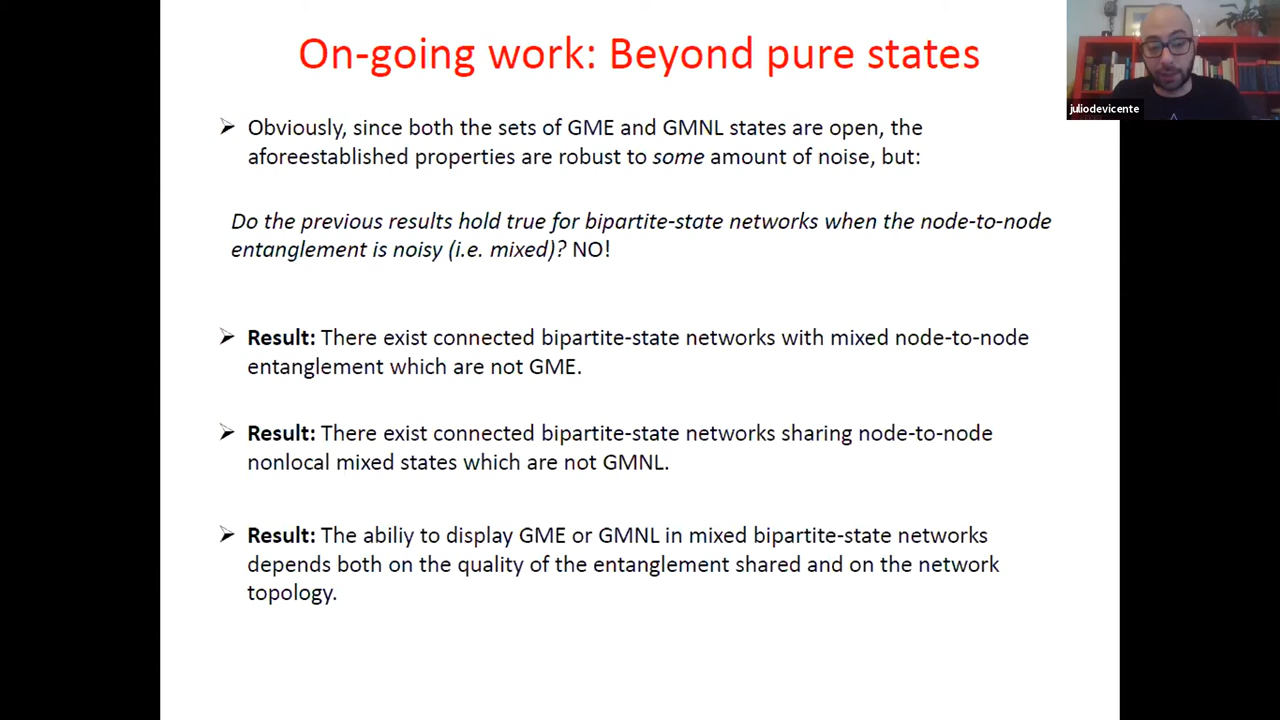 On-going work: Beyond pure states
juliodevicente
➤ Obviously, since both the sets of GME and GMNL states are open, the
aforeestablished properties are robust to some amount of noise, but:
Do the previous results hold true for bipartite-state networks when the node-to-node
entanglement is noisy (i.e. mixed)? NO!
➤ Result: There exist connected bipartite-state networks with mixed node-to-node
entanglement which are not GME.
➤ Result: There exist connected bipartite-state networks sharing node-to-node
nonlocal mixed states which are not GMNL.
➤ Result: The abiliy to display GME or GMNL in mixed bipartite-state networks
depends both on the quality of the entanglement shared and on the network
topology.